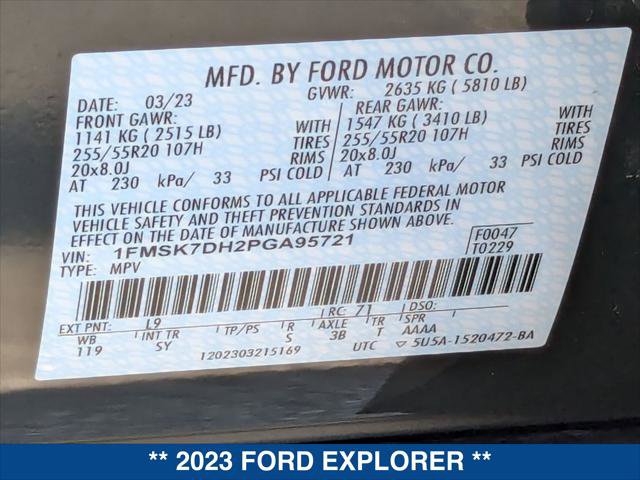 MFD. BY FORD MOTOR CO.
DATE: 03/23 GVWR: 2635 KG ( 5810 LB)
FRONT GAWR: REAR GAWR:
1141 KG ( 2515 LB) WITH 1547 KG ( 3410 LB) WITH
255/55R20 107H TIRES 255/55R20 107H TIRES
20x8.0J RIMS 20x8.0J RIMS
AT 230 kPa/ 33 PSI COLD AT 230 kPa/ 33 PSI COLD
THIS VEHICLE CONFORMS TO ALL APPLICABLE FEDERAL MOTOR
VEHICLE SAFETY AND THEFT PREVENTION STANDARDS IN
EFFECT ON THE DATE OF MANUFACTURE SHOWN ABOVE.
VIN: 1FMSK7DH2PGA95721 F0047
TYPE: MPV T0229
EXT PNT: L9 RC: 71 DSO:
WB INT TR TP/PS R AXLE TR SPR
119 SY S 3B T AAAA
1202303215169 UTC ▽ 5U5A-1520472-BA
** 2023 FORD EXPLORER **